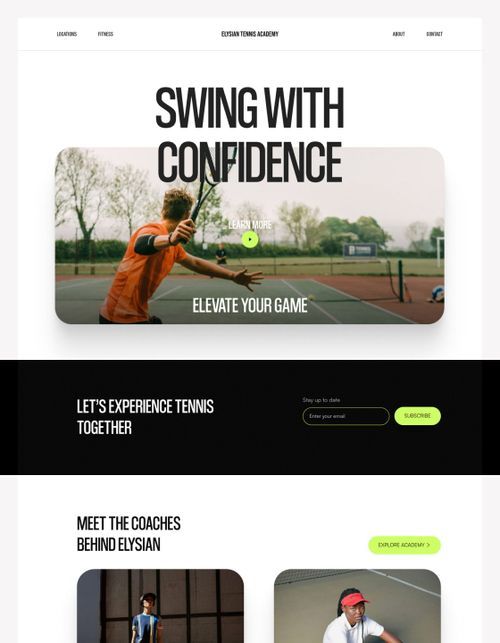 LOCATIONS
FITNESS
ELYSIAN TENNIS ACADEMY
ABOUT
CONTACT
SWING WITH
CONFIDENCE
LEARN MORE
ELEVATE YOUR GAME
LET'S EXPERIENCE TENNIS
TOGETHER
Stay up to date
Enter your email
SUBSCRIBE
MEET THE COACHES
BEHIND ELYSIAN
EXPLORE ACADEMY >